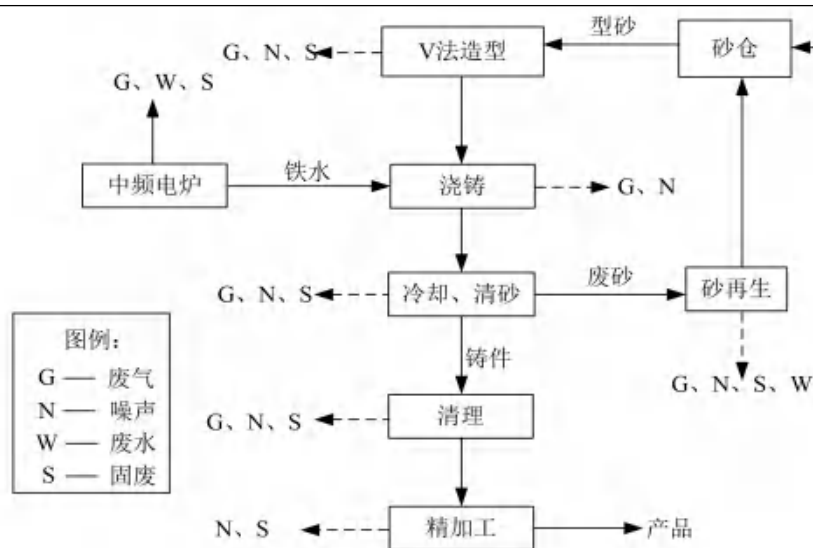 G、N、S
V法造型
型砂
砂仓
G、W、S
中频电炉
铁水
浇铸
G、N
G、N、S
冷却、清砂
废砂
砂再生
铸件
G、N、S、W
图例：
G — 废气
N — 噪声
W — 废水
S — 固废
G、N、S
清理
N、S
精加工
产品